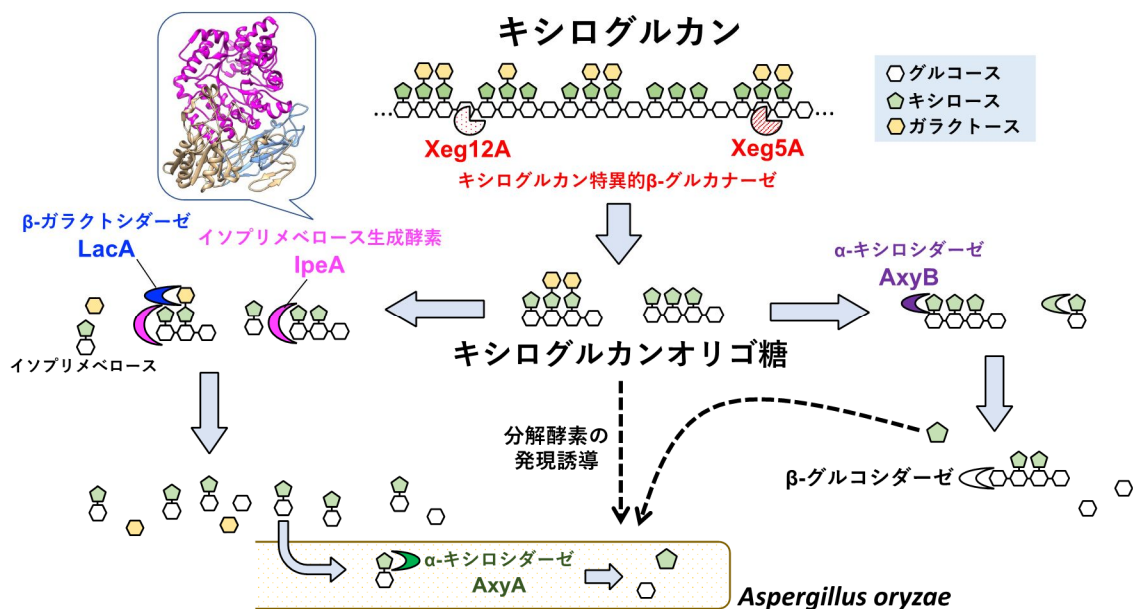 キシログルカン
グルコース
キシロース
ガラクトース
...
...
Xeg12A
Xeg5A
キシログルカン特異的β-グルカナーゼ
β-ガラクトシダーゼ
LacA
イソプリメベロース生成酵素
IpeA
α-キシロシダーゼ
AxyB
イソプリメベロース
キシログルカンオリゴ糖
分解酵素の
発現誘導
β-グルコシダーゼ
α-キシロシダーゼ
AxyA
Aspergillus oryzae